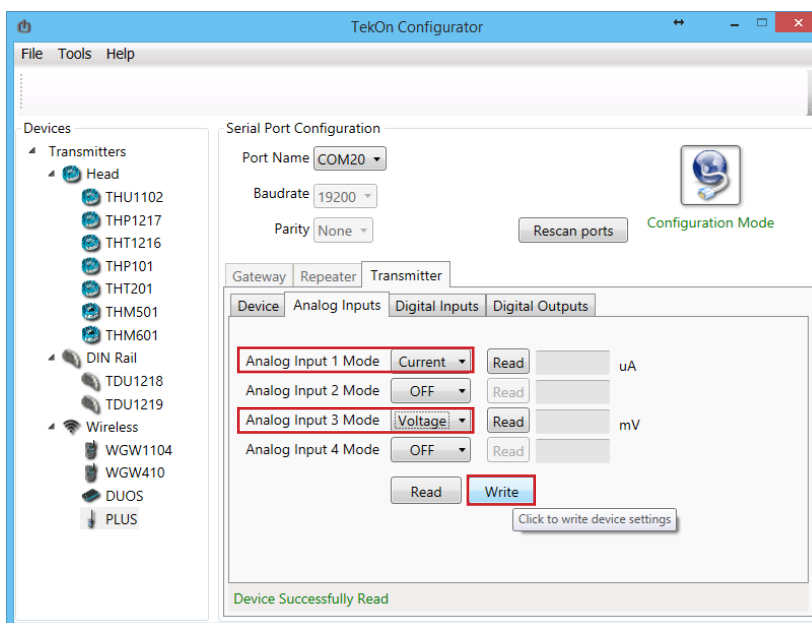 TekOn Configurator
File Tools Help
Devices
Transmitters
Head
THU1102
THP1217
THT1216
THP101
THT201
THM501
THM601
DIN Rail
TDU1218
TDU1219
Wireless
WGW1104
WGW410
DUOS
PLUS
Serial Port Configuration
Port Name COM20
Baudrate 19200
Parity None
Rescan ports
Configuration Mode
Gateway Repeater Transmitter
Device Analog Inputs Digital Inputs Digital Outputs
Analog Input 1 Mode Current Read uA
Analog Input 2 Mode OFF Read
Analog Input 3 Mode Voltage Read mV
Analog Input 4 Mode OFF Read
Read Write
Click to write device settings
Device Successfully Read